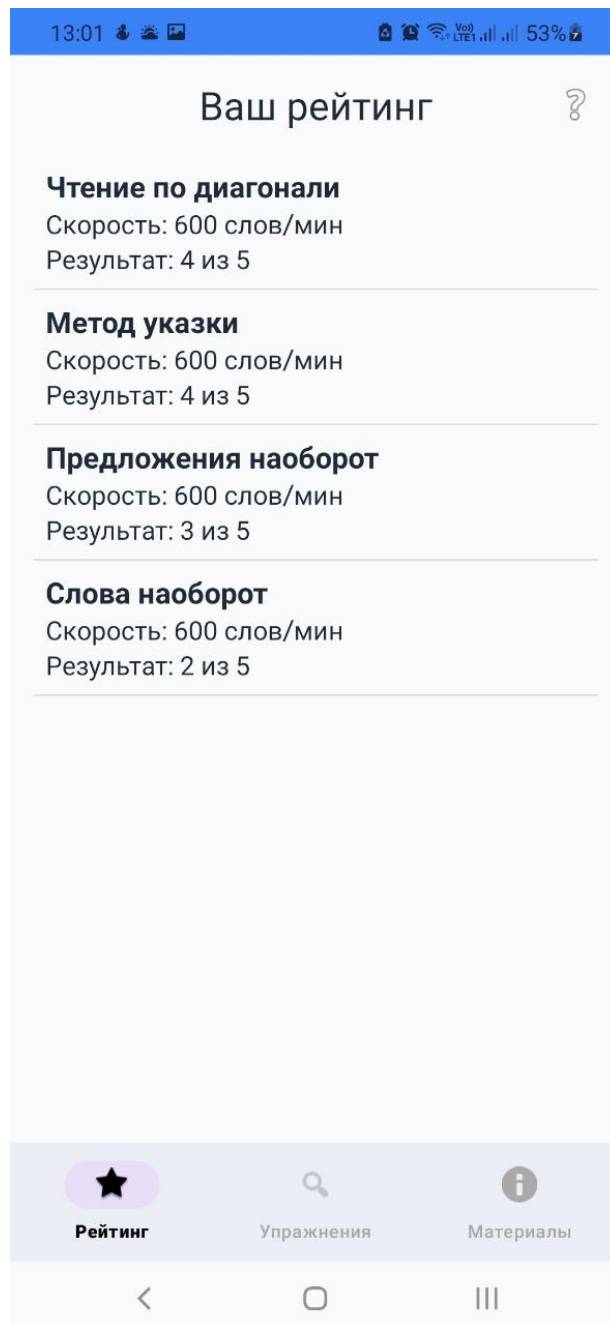 13:01 Vo)) LTE1 53%
Ваш рейтинг ?
Чтение по диагонали
Скорость: 600 слов/мин
Результат: 4 из 5
Метод указки
Скорость: 600 слов/мин
Результат: 4 из 5
Предложения наоборот
Скорость: 600 слов/мин
Результат: 3 из 5
Слова наоборот
Скорость: 600 слов/мин
Результат: 2 из 5
Рейтинг Упражнения Материалы